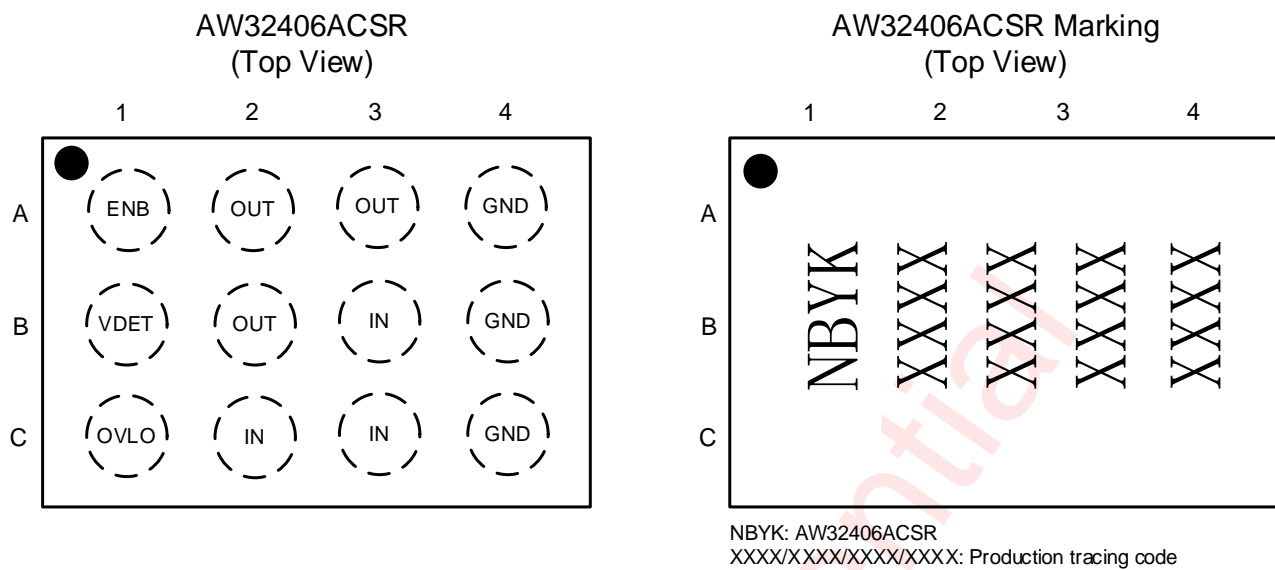 AW32406ACSR
(Top View)
1 2 3 4
A ENB OUT OUT GND
B VDET OUT IN GND
C OVLO IN IN GND
AW32406ACSR Marking
(Top View)
1 2 3 4
A
B
C
NBYK
XXXX
XXXX
XXXX
XXXX
NBYK: AW32406ACSR
XXXX/XXXX/XXXX/XXXX: Production tracing code
ntial